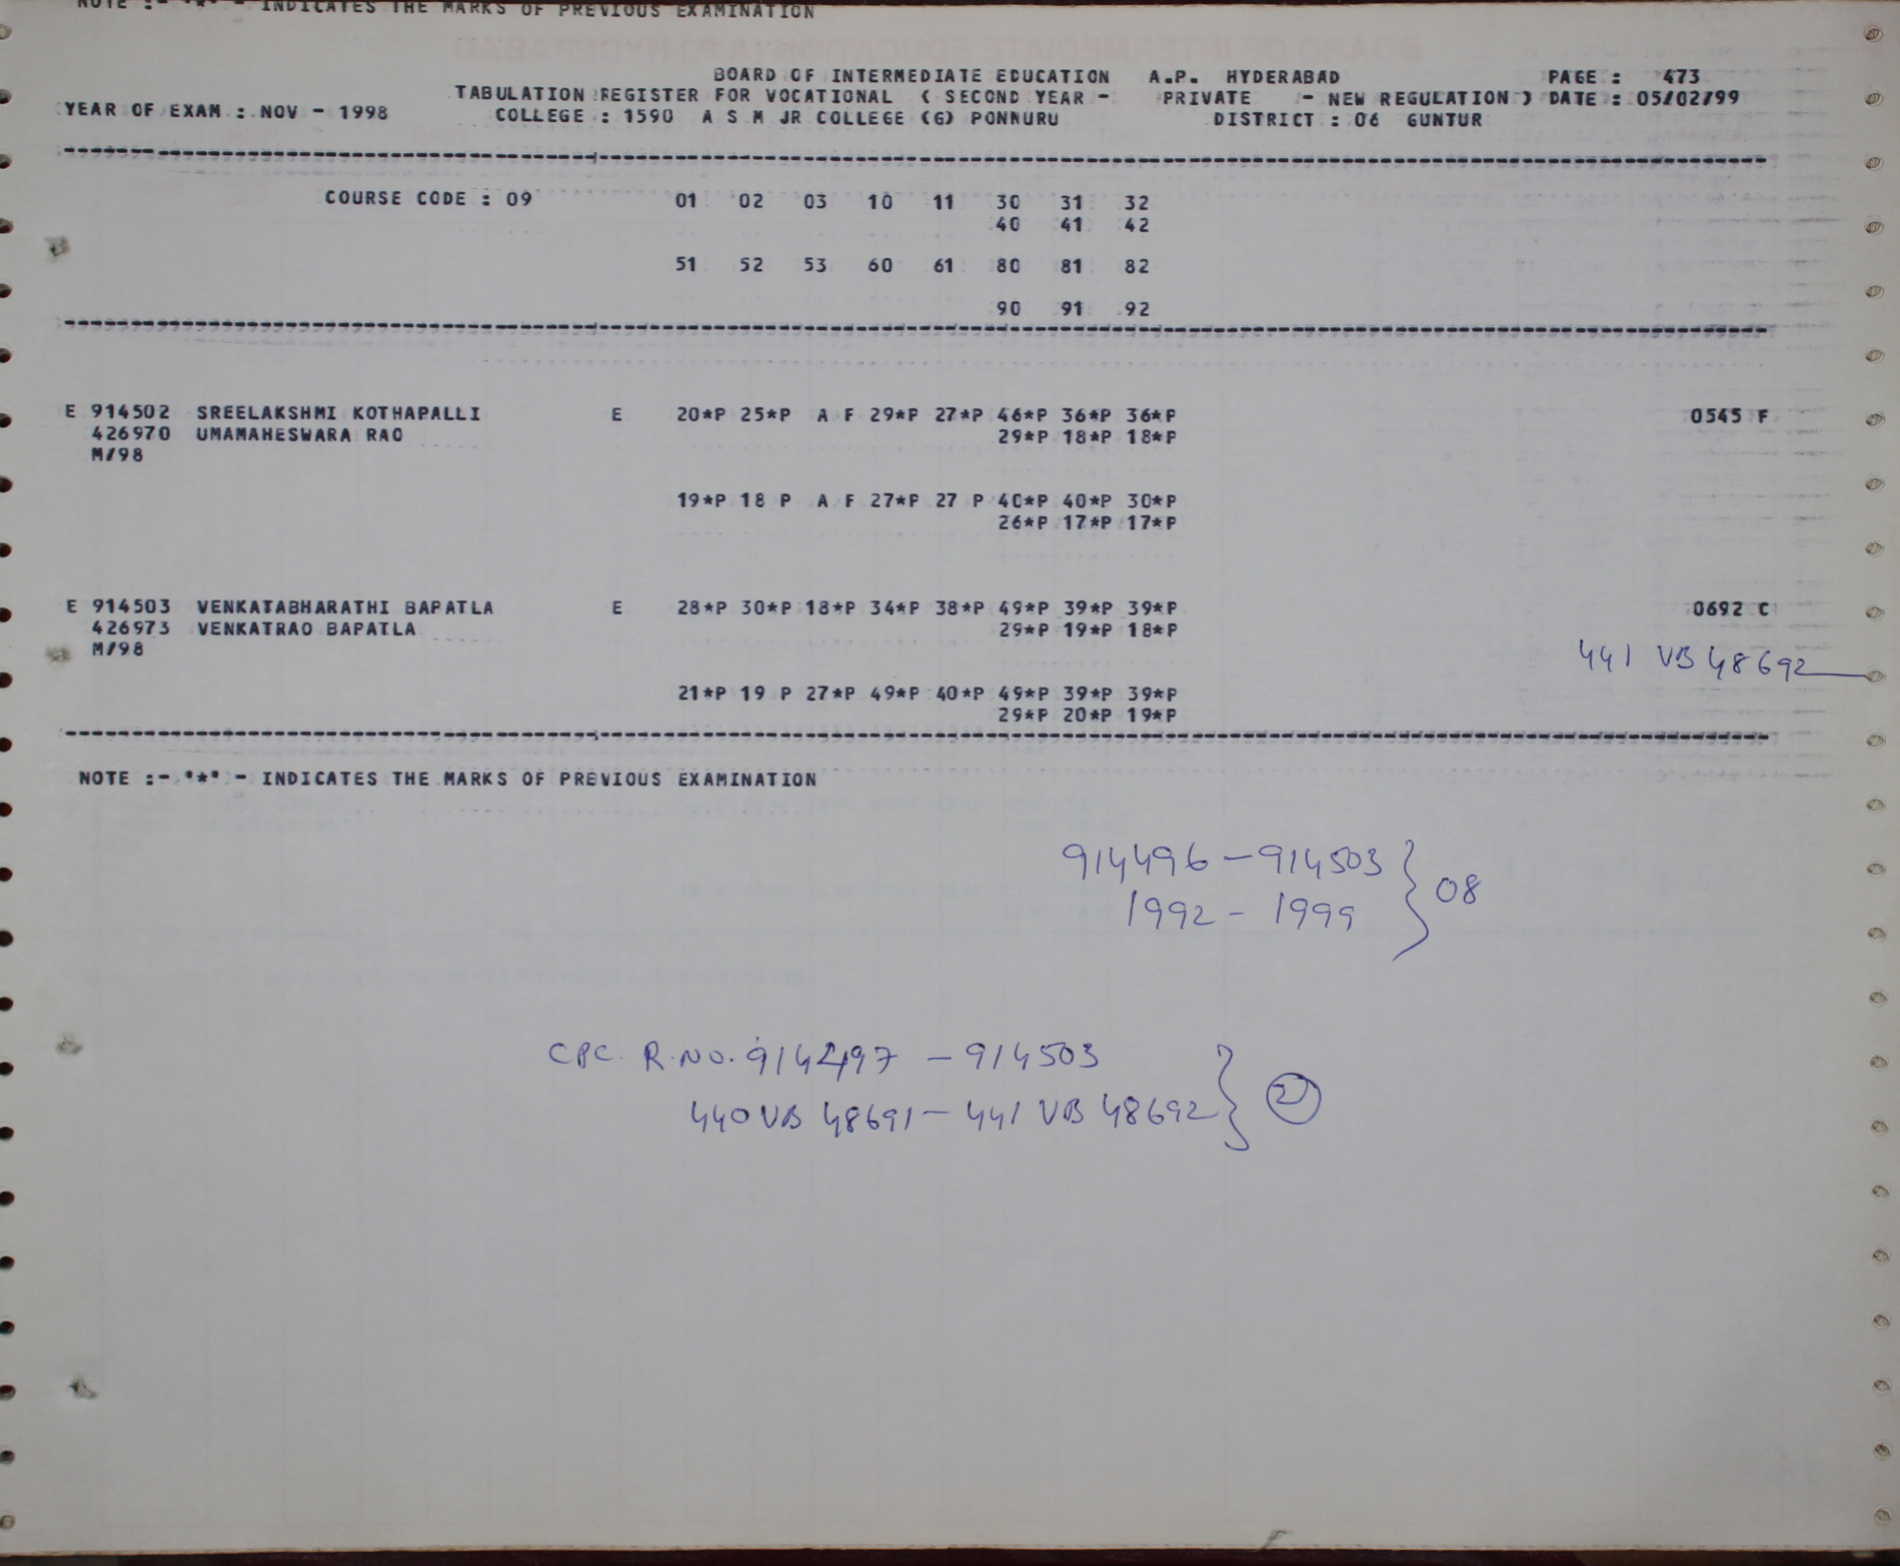 NOTE :- '*' - INDICATES THE MARKS OF PREVIOUS EXAMINATION
BOARD OF INTERMEDIATE EDUCATION A.P. HYDERABAD PAGE : 473
TABULATION REGISTER FOR VOCATIONAL ( SECOND YEAR - PRIVATE - NEW REGULATION ) DATE : 05/02/99
YEAR OF EXAM : NOV - 1998 COLLEGE : 1590 A S M JR COLLEGE (G) PONNURU DISTRICT : 06 GUNTUR
COURSE CODE : 09 01 02 03 10 11 30 31 32
40 41 42
51 52 53 60 61 80 81 82
90 91 92
E 914502 SREELAKSHMI KOTHAPALLI E 20*P 25*P A F 29*P 27*P 46*P 36*P 36*P 0545 F
426970 UMAMAHESWARA RAO 29*P 18*P 18*P
M/98
19*P 18 P A F 27*P 27 P 40*P 40*P 30*P
26*P 17*P 17*P
E 914503 VENKATABHARATHI BAPATLA E 28*P 30*P 18*P 34*P 38*P 49*P 39*P 39*P 0692 C
426973 VENKATRAO BAPATLA 29*P 19*P 18*P
M/98 441 VB 48692
21*P 19 P 27*P 49*P 40*P 49*P 39*P 39*P
29*P 20*P 19*P
NOTE :- '*' - INDICATES THE MARKS OF PREVIOUS EXAMINATION
914496 - 914503
1992 - 1999 } 08
CPC. R.NO. 914497 - 914503
440 VB 48691 - 441 VB 48692 } 2